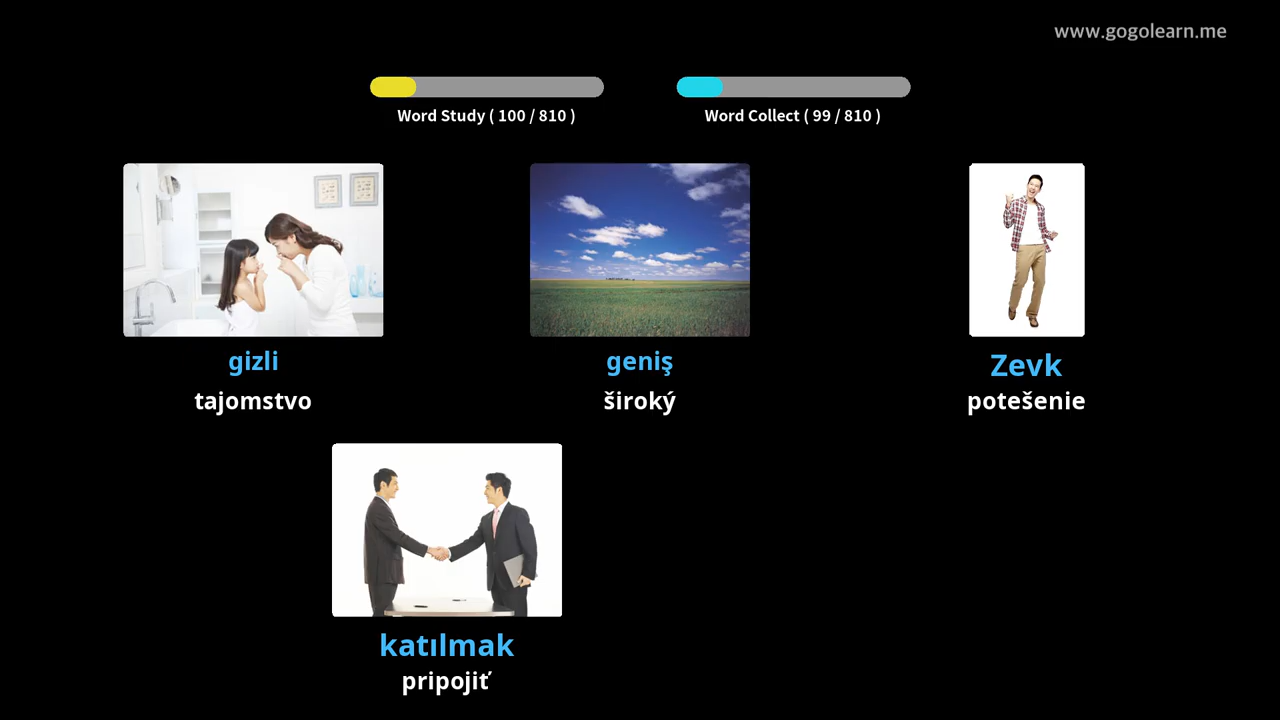 www.gogolearn.me
Word Study ( 100 / 810 )
Word Collect ( 99 / 810 )
gizli
tajomstvo
geniş
široký
Zevk
potešenie
katılmak
pripojiť